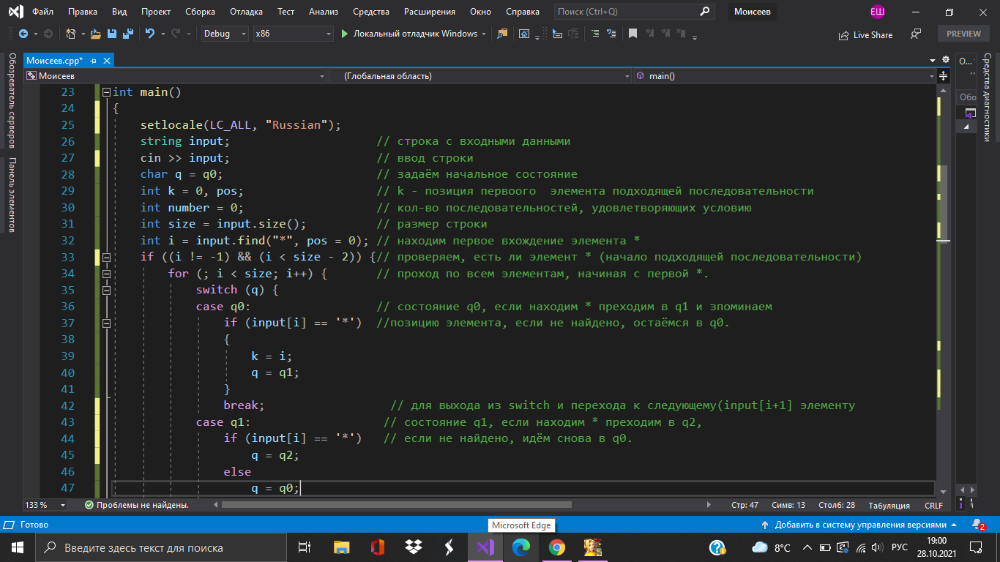 Файл Правка Вид Проект Сборка Отладка Тест Анализ Средства Расширения Окно Справка Поиск (Ctrl+Q) Моисеев ЕШ
Debug x86 Локальный отладчик Windows Live Share PREVIEW
Обозреватель серверов
Панель элементов
Моисеев.cpp*
Моисеев (Глобальная область) main()
23 int main()
24 {
25 setlocale(LC_ALL, "Russian");
26 string input; // строка с входными данными
27 cin >> input; // ввод строки
28 char q = q0; // задаём начальное состояние
29 int k = 0, pos; // k - позиция первоого  элемента подходящей последовательности
30 int number = 0; // кол-во последовательностей, удовлетворяющих условию
31 int size = input.size(); // размер строки
32 int i = input.find("*", pos = 0); // находим первое вхождение элемента *
33 if ((i != -1) && (i < size - 2)) {// проверяем, есть ли элемент * (начало подходящей последовательности)
34 for (; i < size; i++) { // проход по всем элементам, начиная с первой *.
35 switch (q) {
36 case q0: // состояние q0, если находим * преходим в q1 и зпоминаем
37 if (input[i] == '*') //позицию элемента, если не найдено, остаёмся в q0.
38 {
39 k = i;
40 q = q1;
41 }
42 break; // для выхода из switch и перехода к следующему(input[i+1] элементу
43 case q1: // состояние q1, если находим * преходим в q2,
44 if (input[i] == '*') // если не найдено, идём снова в q0.
45 q = q2;
46 else
47 q = q0;
О...
Обо
Средства диагностики
133 % Проблемы не найдены. Стр: 47 Симв: 13 Столб: 28 Табуляция CRLF
Готово Добавить в систему управления версиями 2
Microsoft Edge
Введите здесь текст для поиска 8°C РУС 19:00
28.10.2021